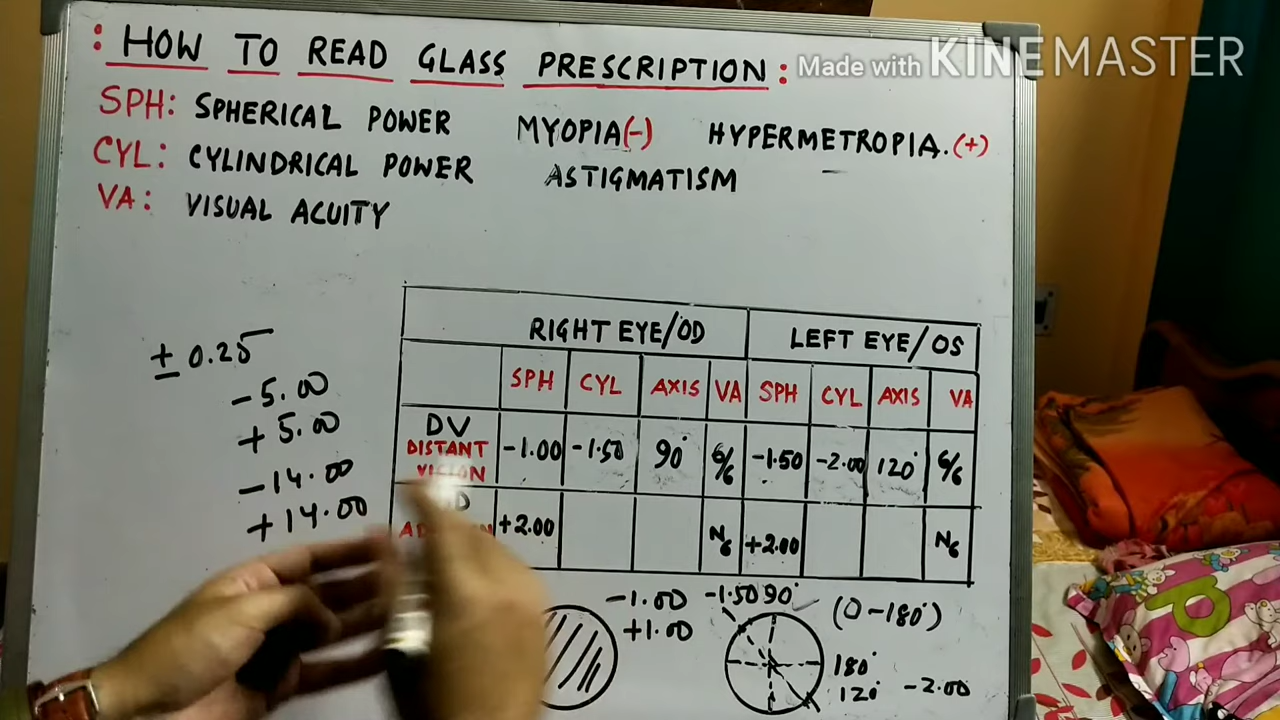 : HOW TO READ GLASS PRESCRIPTION :
Made with KINEMASTER
SPH: SPHERICAL POWER MYOPIA(-) HYPERMETROPIA.(+)
CYL: CYLINDRICAL POWER ASTIGMATISM
VA: VISUAL ACUITY
± 0.25
-5.00
+5.00
-14.00
+14.00
RIGHT EYE/OD LEFT EYE/OS
SPH CYL AXIS VA SPH CYL AXIS VA
DV
DISTANT -1.00 -1.50 90° 6/6 -1.50 -2.00 120° 6/6
VISION
+2.00 N6 +2.00 N6
-1.00 -1.50 90° (0-180°)
+1.00
180°
120° -2.00